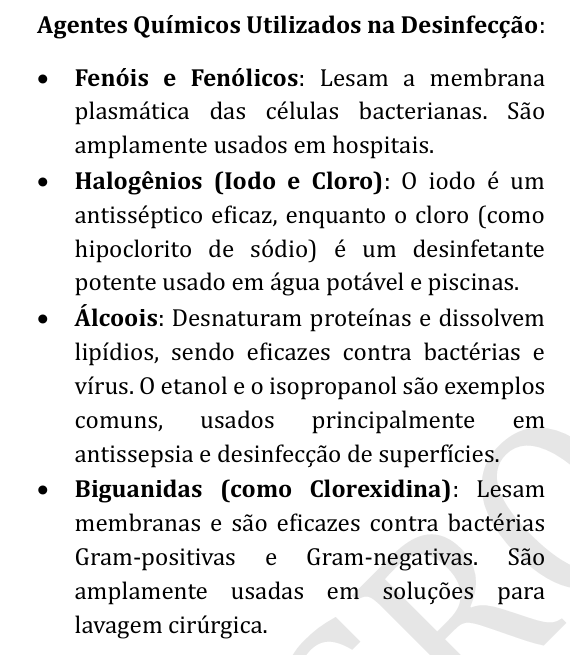 Agentes Químicos Utilizados na Desinfecção:
• Fenóis e Fenólicos: Lesam a membrana
plasmática das células bacterianas. São
amplamente usados em hospitais.
• Halogênios (Iodo e Cloro): O iodo é um
antisséptico eficaz, enquanto o cloro (como
hipoclorito de sódio) é um desinfetante
potente usado em água potável e piscinas.
• Álcoois: Desnaturam proteínas e dissolvem
lipídios, sendo eficazes contra bactérias e
vírus. O etanol e o isopropanol são exemplos
comuns, usados principalmente em
antissepsia e desinfecção de superfícies.
• Biguanidas (como Clorexidina): Lesam
membranas e são eficazes contra bactérias
Gram-positivas e Gram-negativas. São
amplamente usadas em soluções para
lavagem cirúrgica.